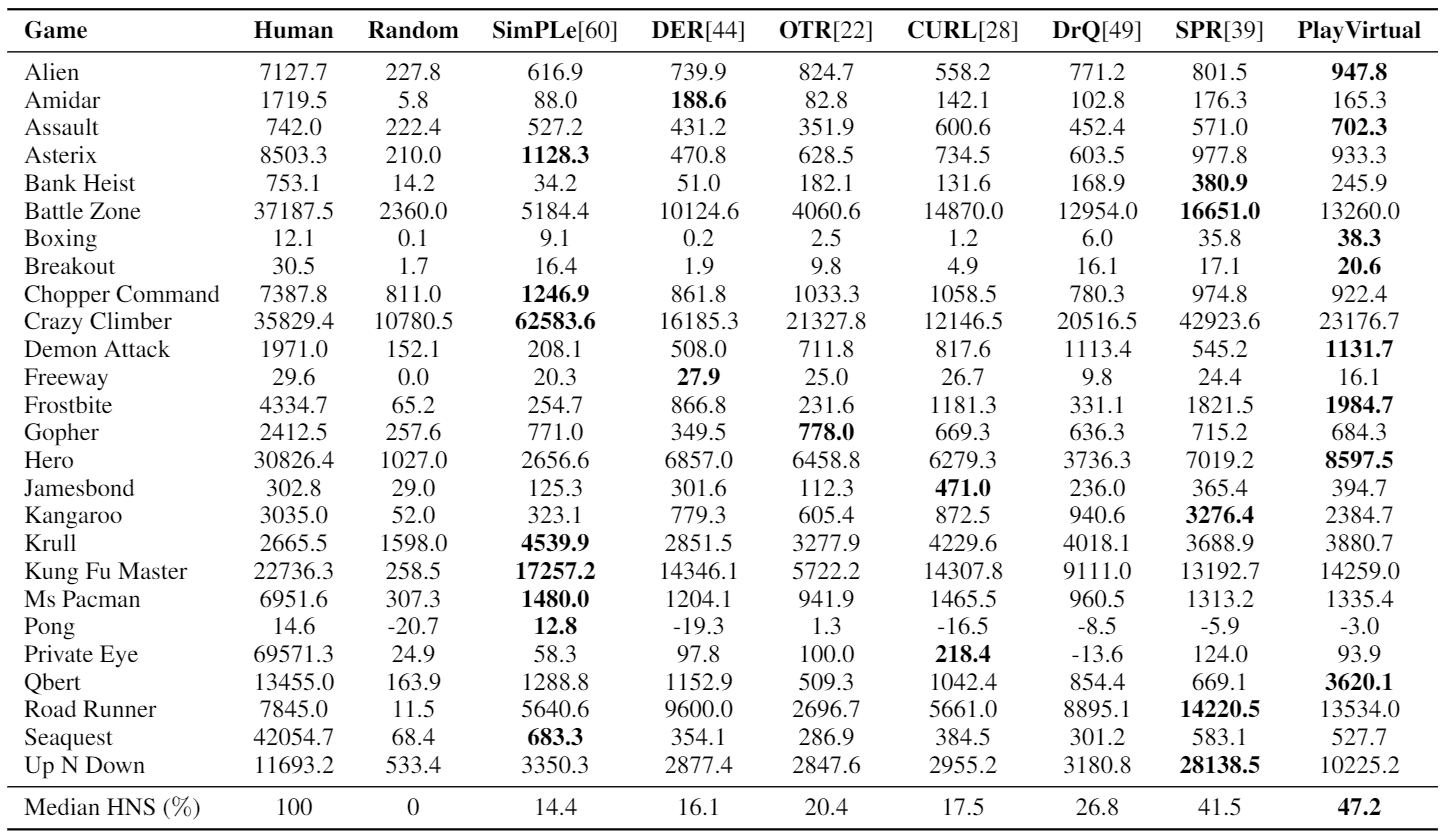 Game Human Random SimPLe[60] DER[44] OTR[22] CURL[28] DrQ[49] SPR[39] PlayVirtual
Alien 7127.7 227.8 616.9 739.9 824.7 558.2 771.2 801.5 947.8
Amidar 1719.5 5.8 88.0 188.6 82.8 142.1 102.8 176.3 165.3
Assault 742.0 222.4 527.2 431.2 351.9 600.6 452.4 571.0 702.3
Asterix 8503.3 210.0 1128.3 470.8 628.5 734.5 603.5 977.8 933.3
Bank Heist 753.1 14.2 34.2 51.0 182.1 131.6 168.9 380.9 245.9
Battle Zone 37187.5 2360.0 5184.4 10124.6 4060.6 14870.0 12954.0 16651.0 13260.0
Boxing 12.1 0.1 9.1 0.2 2.5 1.2 6.0 35.8 38.3
Breakout 30.5 1.7 16.4 1.9 9.8 4.9 16.1 17.1 20.6
Chopper Command 7387.8 811.0 1246.9 861.8 1033.3 1058.5 780.3 974.8 922.4
Crazy Climber 35829.4 10780.5 62583.6 16185.3 21327.8 12146.5 20516.5 42923.6 23176.7
Demon Attack 1971.0 152.1 208.1 508.0 711.8 817.6 1113.4 545.2 1131.7
Freeway 29.6 0.0 20.3 27.9 25.0 26.7 9.8 24.4 16.1
Frostbite 4334.7 65.2 254.7 866.8 231.6 1181.3 331.1 1821.5 1984.7
Gopher 2412.5 257.6 771.0 349.5 778.0 669.3 636.3 715.2 684.3
Hero 30826.4 1027.0 2656.6 6857.0 6458.8 6279.3 3736.3 7019.2 8597.5
Jamesbond 302.8 29.0 125.3 301.6 112.3 471.0 236.0 365.4 394.7
Kangaroo 3035.0 52.0 323.1 779.3 605.4 872.5 940.6 3276.4 2384.7
Krull 2665.5 1598.0 4539.9 2851.5 3277.9 4229.6 4018.1 3688.9 3880.7
Kung Fu Master 22736.3 258.5 17257.2 14346.1 5722.2 14307.8 9111.0 13192.7 14259.0
Ms Pacman 6951.6 307.3 1480.0 1204.1 941.9 1465.5 960.5 1313.2 1335.4
Pong 14.6 -20.7 12.8 -19.3 1.3 -16.5 -8.5 -5.9 -3.0
Private Eye 69571.3 24.9 58.3 97.8 100.0 218.4 -13.6 124.0 93.9
Qbert 13455.0 163.9 1288.8 1152.9 509.3 1042.4 854.4 669.1 3620.1
Road Runner 7845.0 11.5 5640.6 9600.0 2696.7 5661.0 8895.1 14220.5 13534.0
Seaquest 42054.7 68.4 683.3 354.1 286.9 384.5 301.2 583.1 527.7
Up N Down 11693.2 533.4 3350.3 2877.4 2847.6 2955.2 3180.8 28138.5 10225.2
Median HNS (%) 100 0 14.4 16.1 20.4 17.5 26.8 41.5 47.2